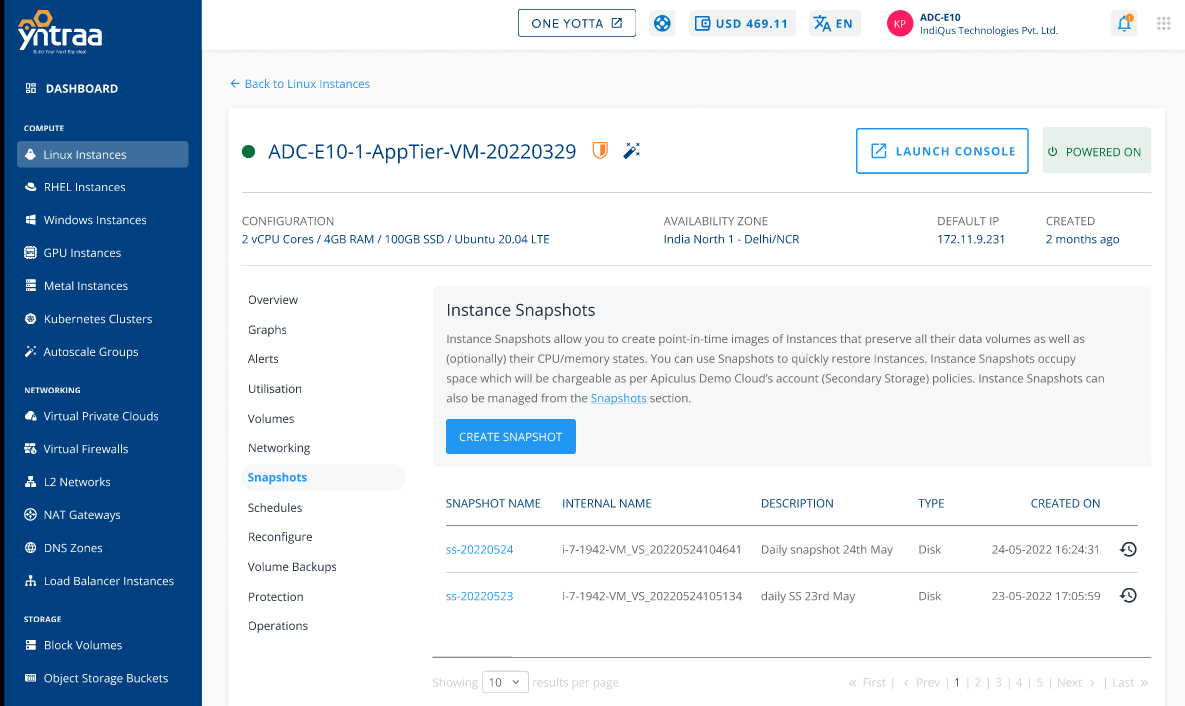 yntraa
Build Your Next Big Idea!
ONE YOTTA
USD 469.11
EN
KP
ADC-E10
IndiQus Technologies Pvt. Ltd.
1
DASHBOARD
COMPUTE
Linux Instances
RHEL Instances
Windows Instances
GPU Instances
Metal Instances
Kubernetes Clusters
Autoscale Groups
NETWORKING
Virtual Private Clouds
Virtual Firewalls
L2 Networks
NAT Gateways
DNS Zones
Load Balancer Instances
STORAGE
Block Volumes
Object Storage Buckets
Back to Linux Instances
ADC-E10-1-AppTier-VM-20220329
LAUNCH CONSOLE
POWERED ON
CONFIGURATION
2 vCPU Cores / 4GB RAM / 100GB SSD / Ubuntu 20.04 LTE
AVAILABILITY ZONE
India North 1 - Delhi/NCR
DEFAULT IP
172.11.9.231
CREATED
2 months ago
Overview
Graphs
Alerts
Utilisation
Volumes
Networking
Snapshots
Schedules
Reconfigure
Volume Backups
Protection
Operations
Instance Snapshots
Instance Snapshots allow you to create point-in-time images of Instances that preserve all their data volumes as well as
(optionally) their CPU/memory states. You can use Snapshots to quickly restore Instances. Instance Snapshots occupy
space which will be chargeable as per Apiculus Demo Cloud's account (Secondary Storage) policies. Instance Snapshots can
also be managed from the Snapshots section.
CREATE SNAPSHOT
SNAPSHOT NAME INTERNAL NAME DESCRIPTION TYPE CREATED ON
ss-20220524 i-7-1942-VM_VS_20220524104641 Daily snapshot 24th May Disk 24-05-2022 16:24:31
ss-20220523 i-7-1942-VM_VS_20220524105134 daily SS 23rd May Disk 23-05-2022 17:05:59
Showing 10 results per page
« First | < Prev | 1 | 2 | 3 | 4 | 5 | Next > | Last »